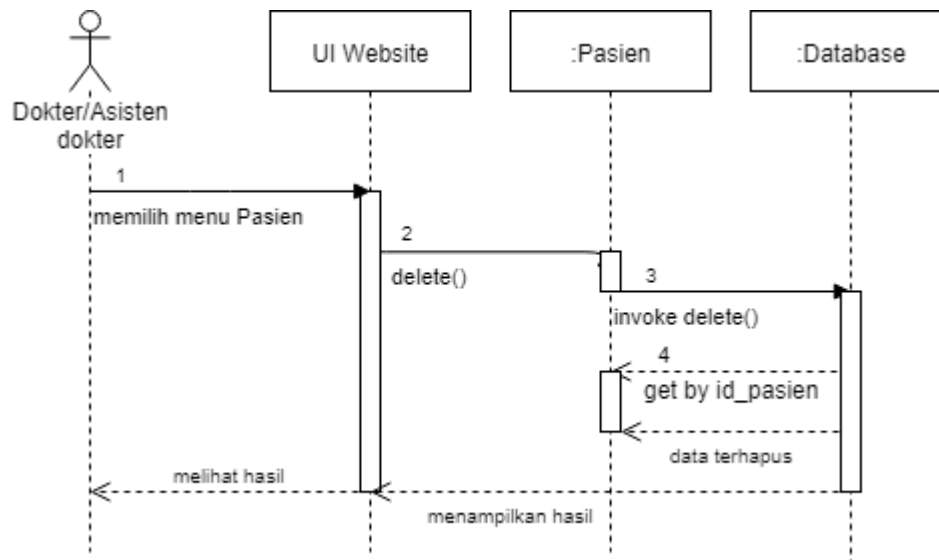 UI Website
:Pasien
:Database
Dokter/Asisten
dokter
1
memilih menu Pasien
2
delete()
3
invoke delete()
4
get by id_pasien
data terhapus
melihat hasil
menampilkan hasil